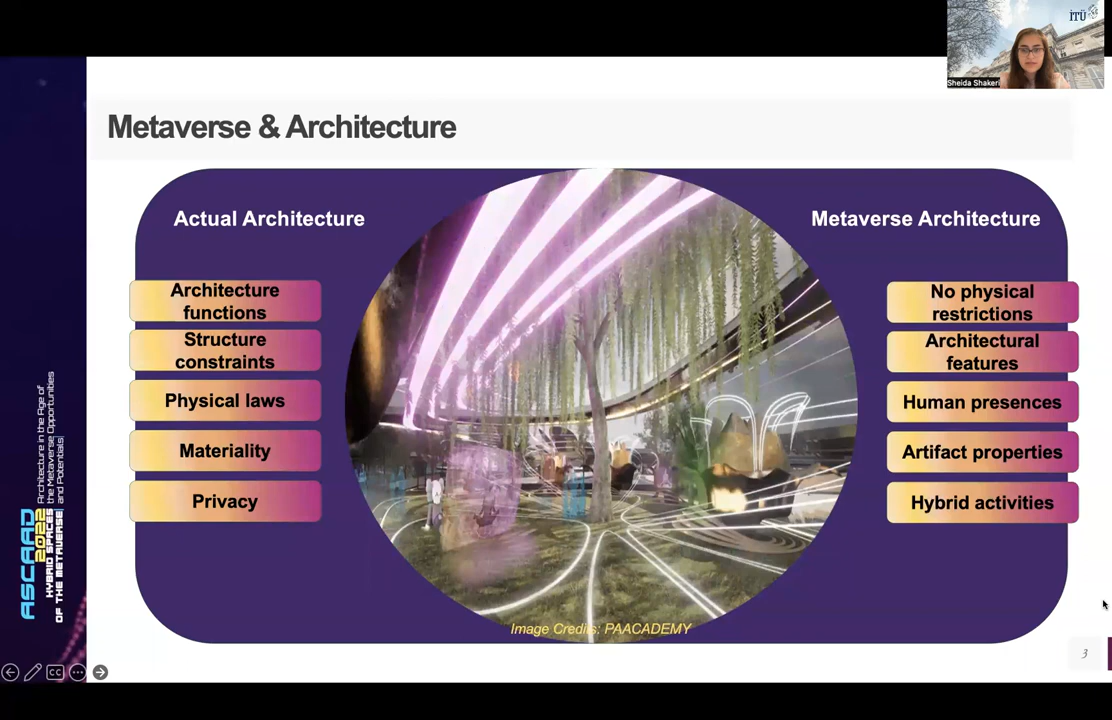 İTÜ
Sheida Shakeri
Metaverse & Architecture
Actual Architecture
Metaverse Architecture
Architecture
functions
Structure
constraints
Physical laws
Materiality
Privacy
No physical
restrictions
Architectural
features
Human presences
Artifact properties
Hybrid activities
Image Credits: PAACADEMY
ASCAAD
2022
HYBRID SPACES
OF THE METAVERSE
Architecture in the Age of
the Metaverse Opportunities
and Potentials
3
CC